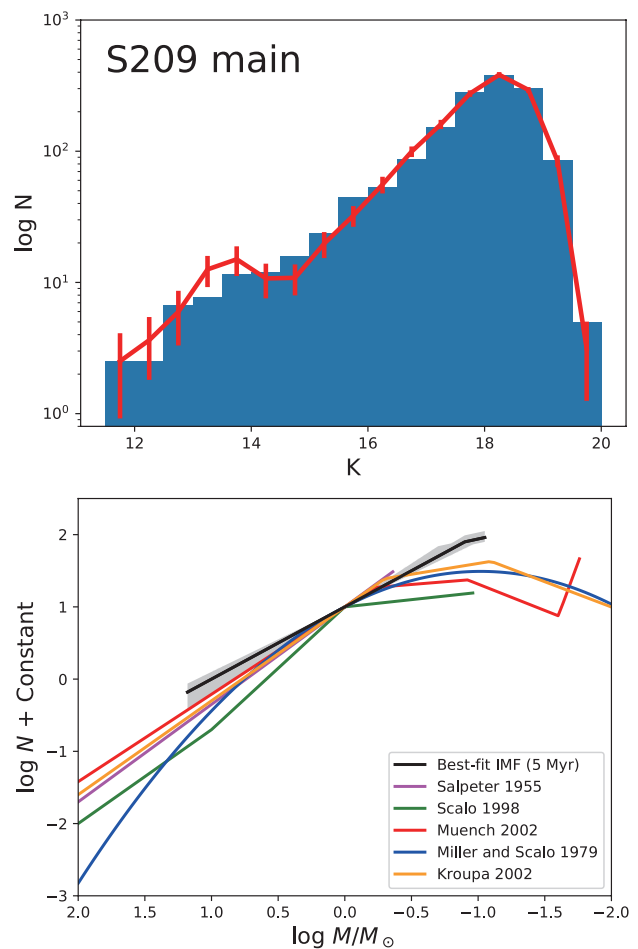 S209 main
10³
10²
10¹
10⁰
log N
12
14
16
18
20
K
2
1
0
−1
−2
−3
log N + Constant
Best-fit IMF (5 Myr)
Salpeter 1955
Scalo 1998
Muench 2002
Miller and Scalo 1979
Kroupa 2002
2.0
1.5
1.0
0.5
0.0
−0.5
−1.0
−1.5
−2.0
log M/M☉